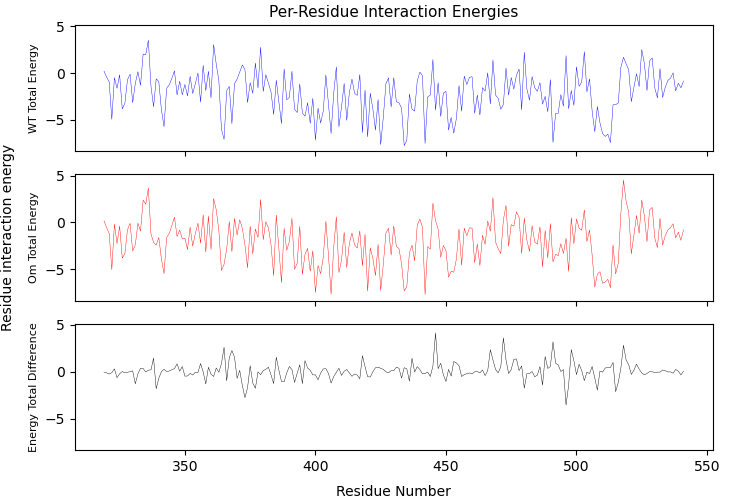 Per-Residue Interaction Energies
Residue interaction energy
WT Total Energy
5
0
−5
Om Total Energy
5
0
−5
Energy Total Difference
5
0
−5
350 400 450 500 550
Residue Number